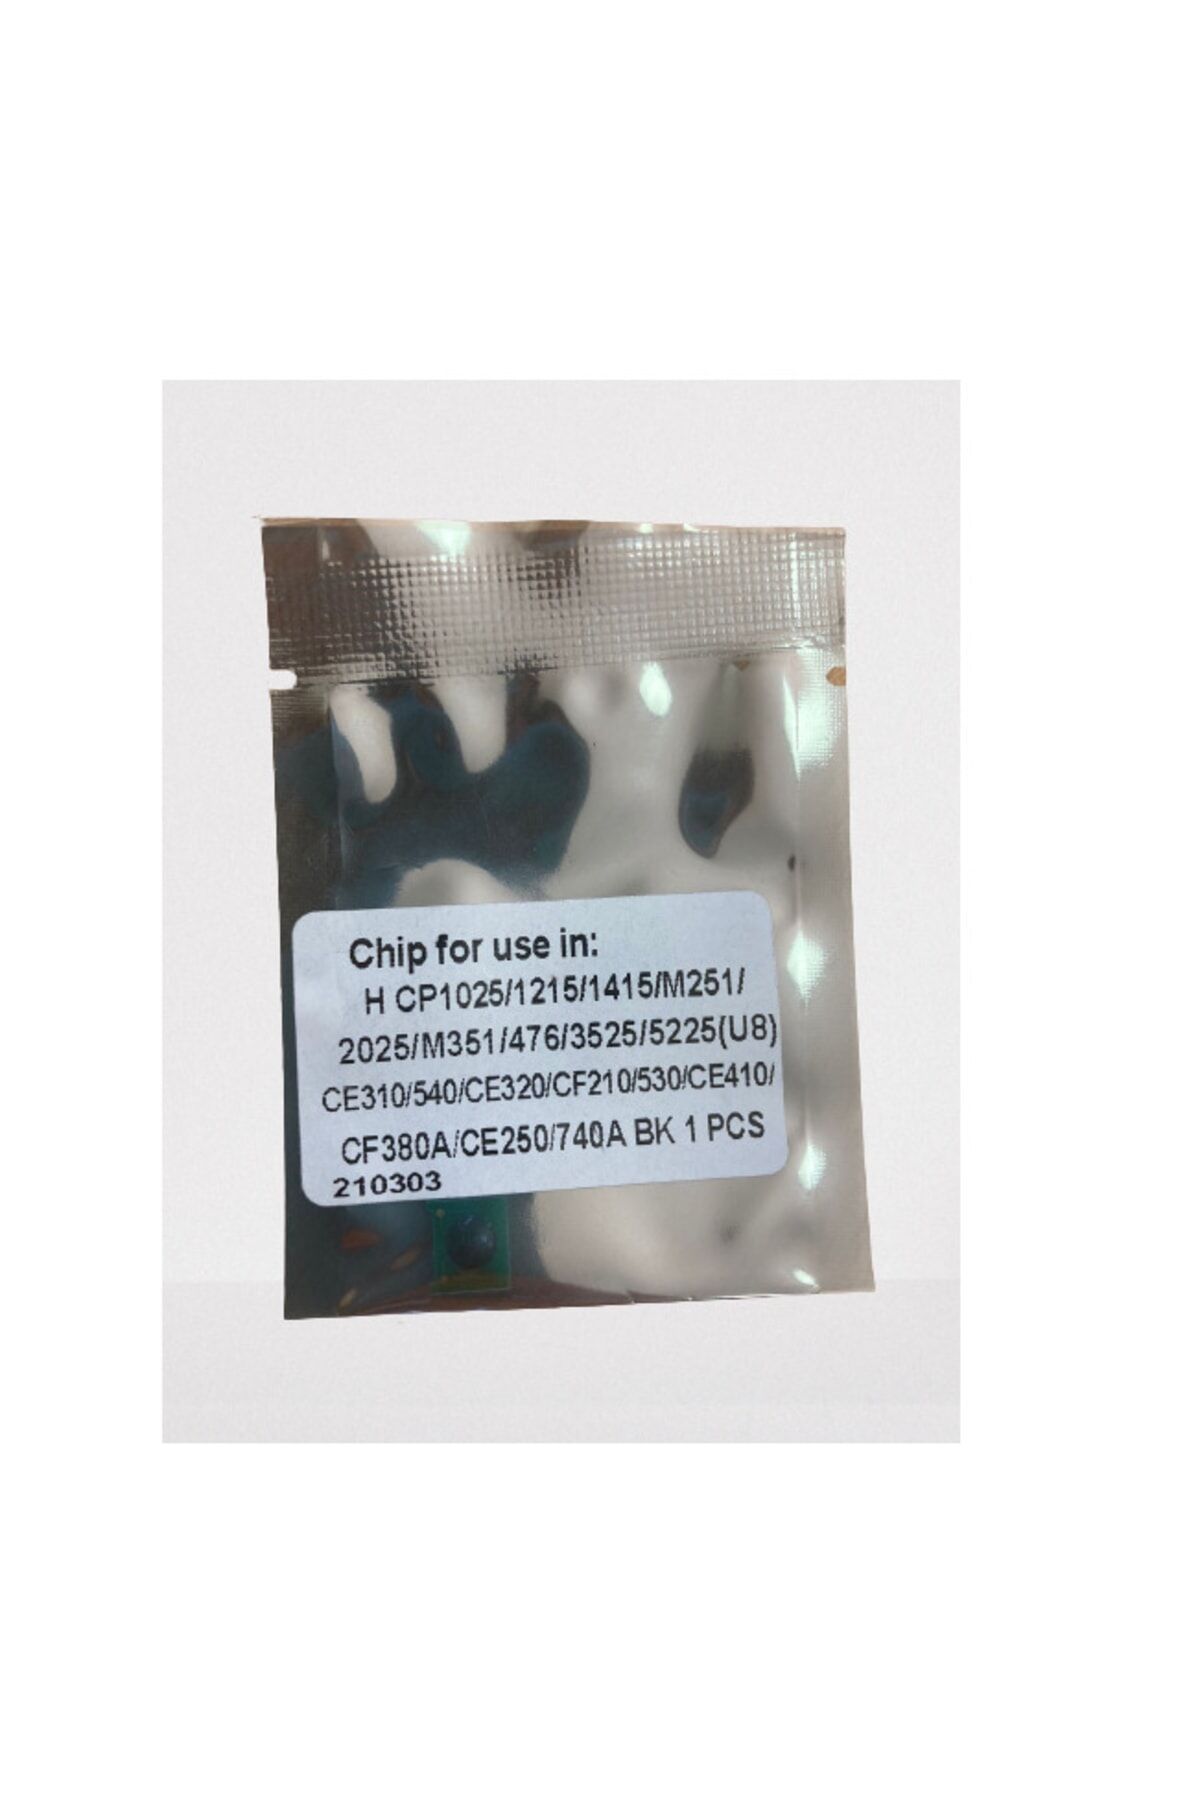 Chip for use in:
H CP1025/1215/1415/M251/
2025/M351/476/3525/5225(U8)
CE310/540/CE320/CF210/530/CE410/
CF380A/CE250/740A BK 1 PCS
210303